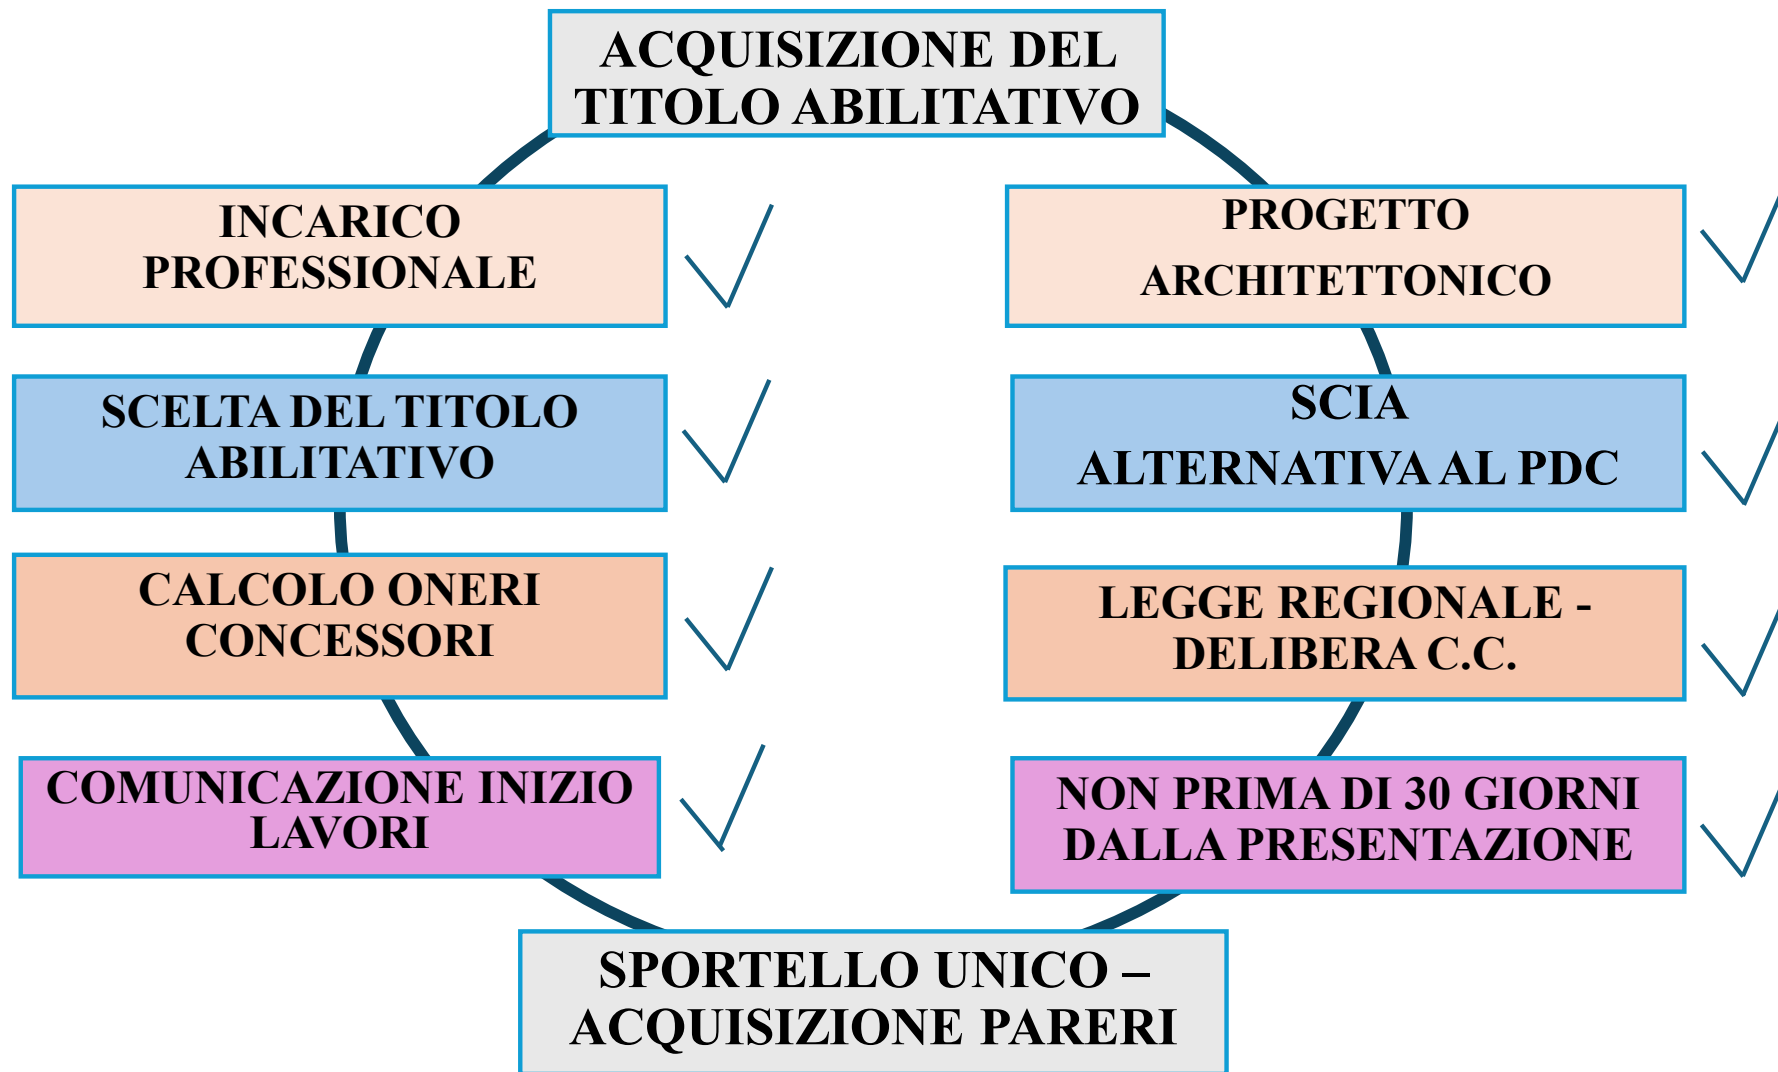 ACQUISIZIONE DEL
TITOLO ABILITATIVO
INCARICO
PROFESSIONALE
PROGETTO
ARCHITETTONICO
SCELTA DEL TITOLO
ABILITATIVO
SCIA
ALTERNATIVA AL PDC
CALCOLO ONERI
CONCESSORI
LEGGE REGIONALE -
DELIBERA C.C.
COMUNICAZIONE INIZIO
LAVORI
NON PRIMA DI 30 GIORNI
DALLA PRESENTAZIONE
SPORTELLO UNICO –
ACQUISIZIONE PARERI